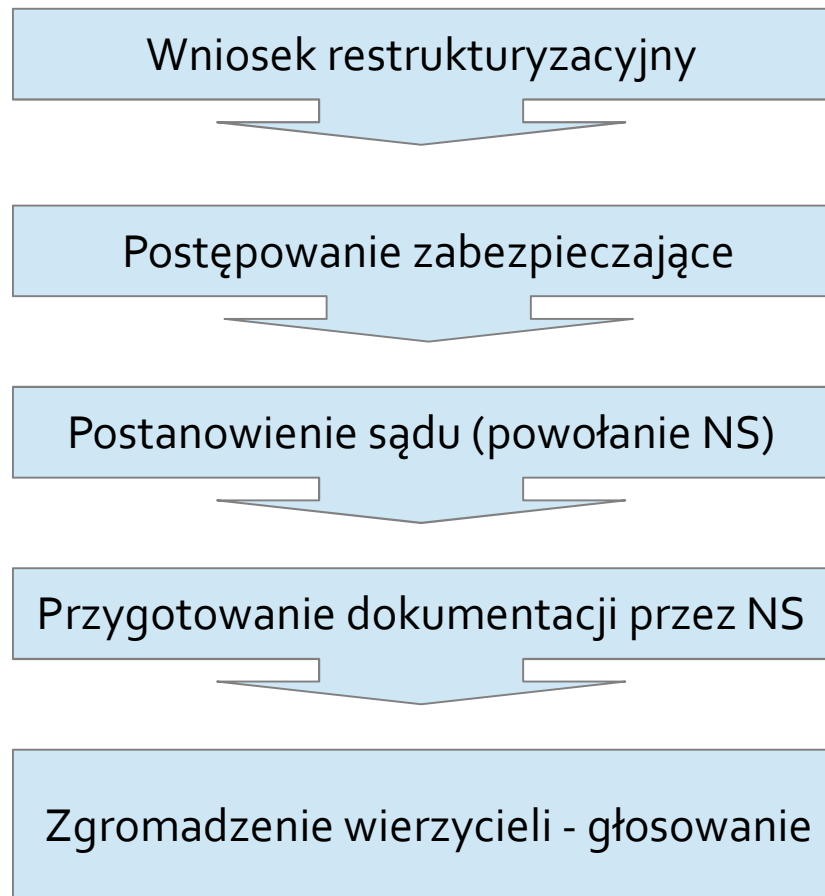 Wniosek restrukturyzacyjny
Postępowanie zabezpieczające
Postanowienie sądu (powołanie NS)
Przygotowanie dokumentacji przez NS
Zgromadzenie wierzycieli - głosowanie